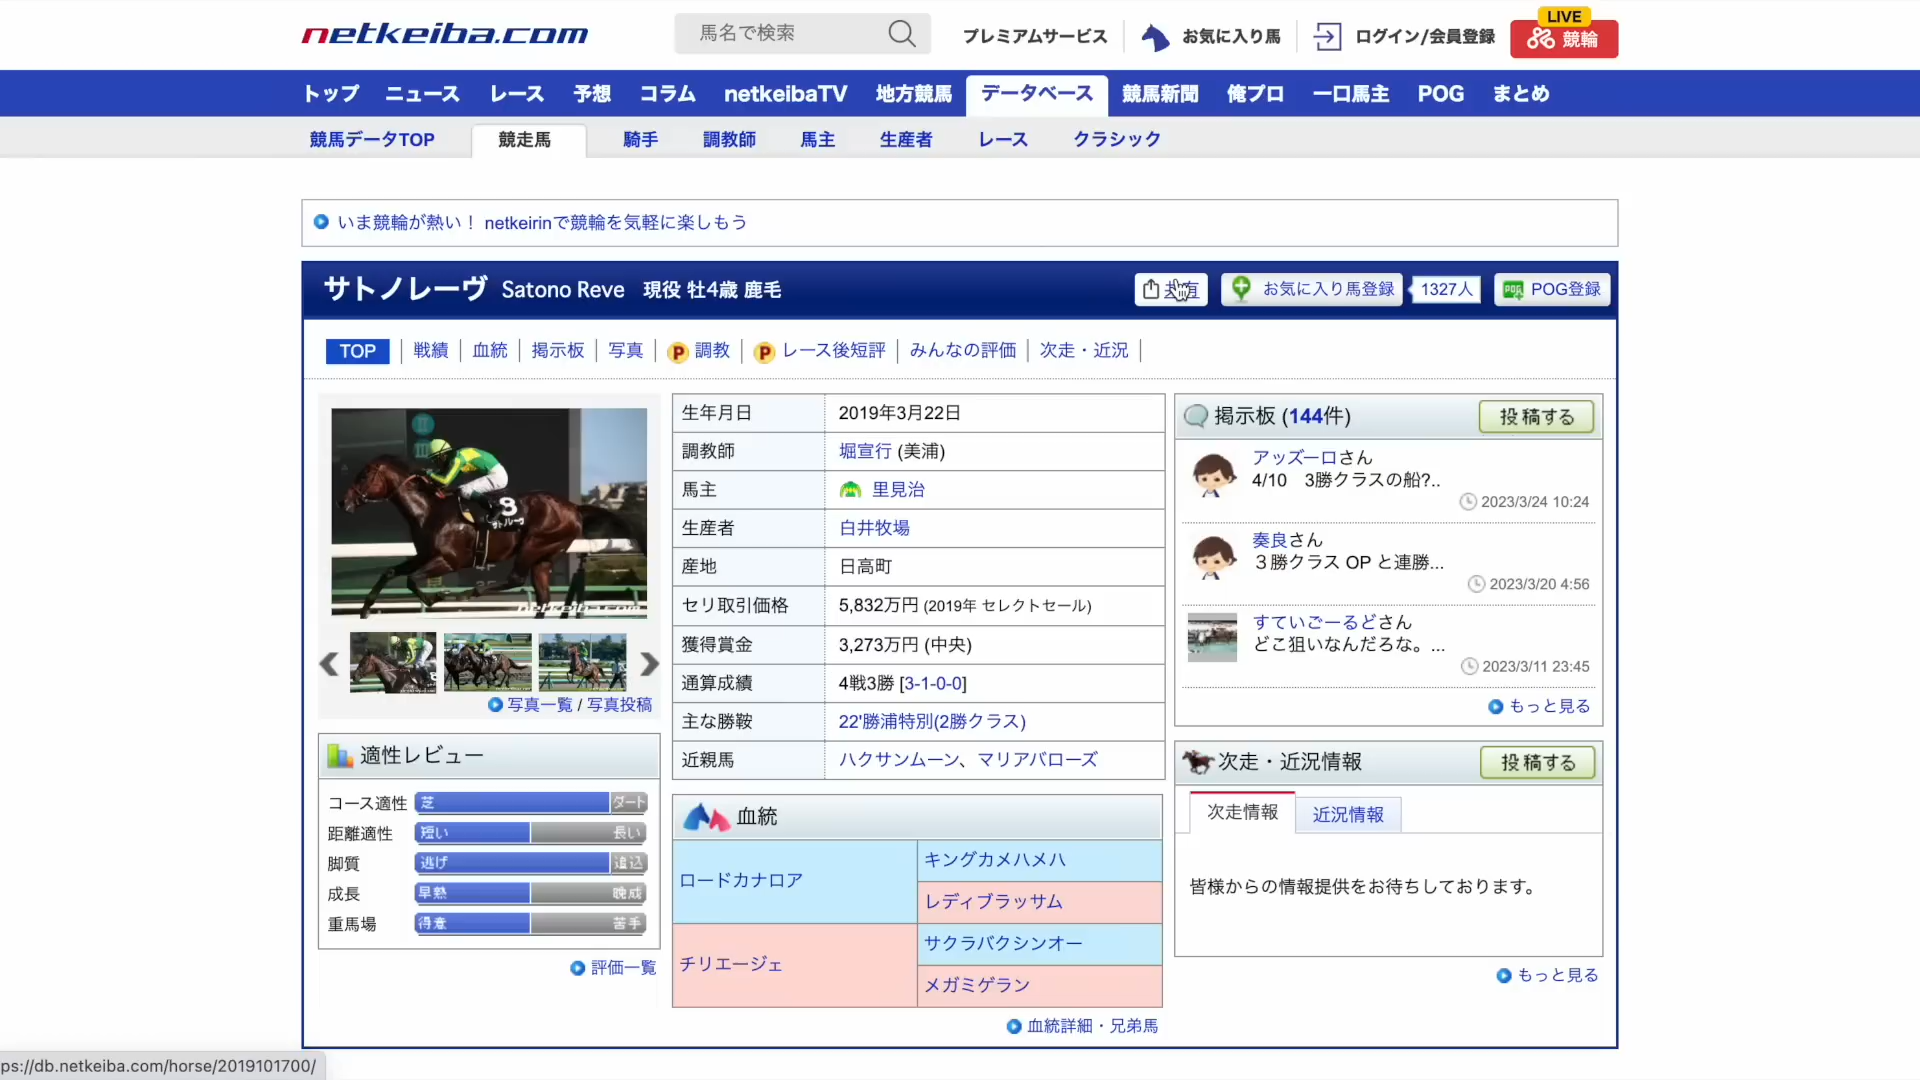 netkeiba.com
馬名で検索
プレミアムサービス
お気に入り馬
ログイン/会員登録
LIVE
競輪
トップ ニュース レース 予想 コラム netkeibaTV 地方競馬 データベース 競馬新聞 俺プロ 一口馬主 POG まとめ
競馬データTOP 競走馬 騎手 調教師 馬主 生産者 レース クラシック
いま競輪が熱い！ netkeirinで競輪を気軽に楽しもう
サトノレーヴ Satono Reve 現役 牡4歳 鹿毛
お気に入り馬登録 1327人 POG登録
TOP 戦績 血統 掲示板 写真 P 調教 P レース後短評 みんなの評価 次走・近況
生年月日 2019年3月22日
調教師 堀宣行 (美浦)
馬主 里見治
生産者 白井牧場
産地 日高町
セリ取引価格 5,832万円 (2019年 セレクトセール)
獲得賞金 3,273万円 (中央)
通算成績 4戦3勝 [3-1-0-0]
主な勝鞍 22'勝浦特別(2勝クラス)
近親馬 ハクサンムーン、マリアバローズ
8
サトノレーヴ
netkeiba.com
写真一覧 / 写真投稿
適性レビュー
コース適性 芝 ダート
距離適性 短い 長い
脚質 逃げ 追込
成長 早熟 晩成
重馬場 得意 苦手
評価一覧
血統
ロードカナロア
キングカメハメハ
レディブラッサム
チリエージェ
サクラバクシンオー
メガミゲラン
血統詳細・兄弟馬
掲示板 (144件) 投稿する
アッズーロさん
4/10 3勝クラスの船?..
2023/3/24 10:24
奏良さん
３勝クラス OP と連勝...
2023/3/20 4:56
すていごーるどさん
どこ狙いなんだろな。...
2023/3/11 23:45
もっと見る
次走・近況情報 投稿する
次走情報 近況情報
皆様からの情報提供をお待ちしております。
もっと見る
ps://db.netkeiba.com/horse/2019101700/